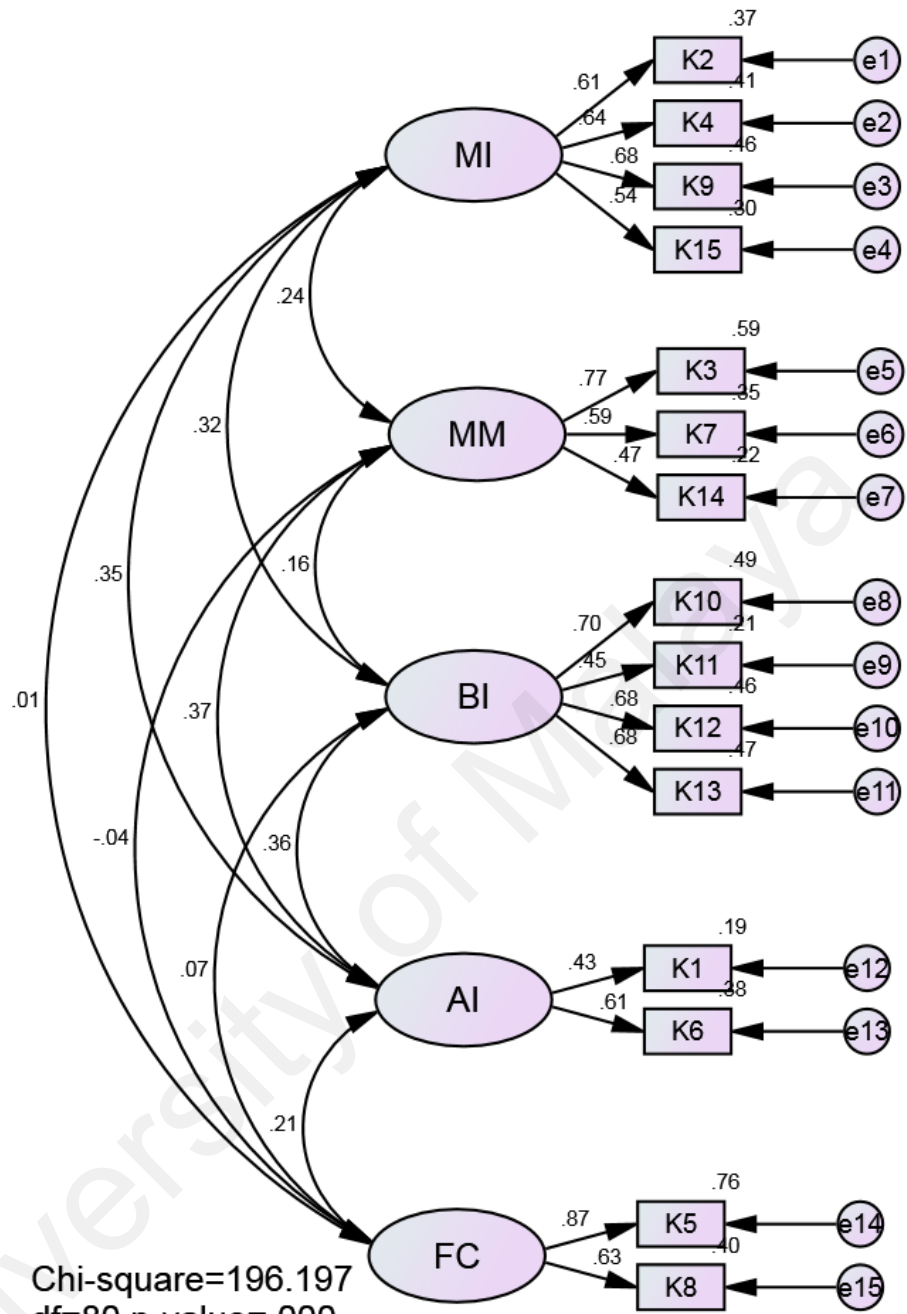 .37
.61 K2 e1
.41
.64 K4 e2
MI
.46
.68 K9 e3
.30
.54 K15 e4
.24
.59
.77 K3 e5
.35
.59 K7 e6
MM
.22
.47 K14 e7
.32
.16
.49
.70 K10 e8
.21
.45 K11 e9
.35
BI
.46
.68 K12 e10
.47
.68 K13 e11
.01
.37
-.04
.36
.19
.43 K1 e12
.38
.61 K6 e13
AI
.07
.21
.76
.87 K5 e14
.40
.63 K8 e15
FC
Chi-square=196.197
University of Malaya